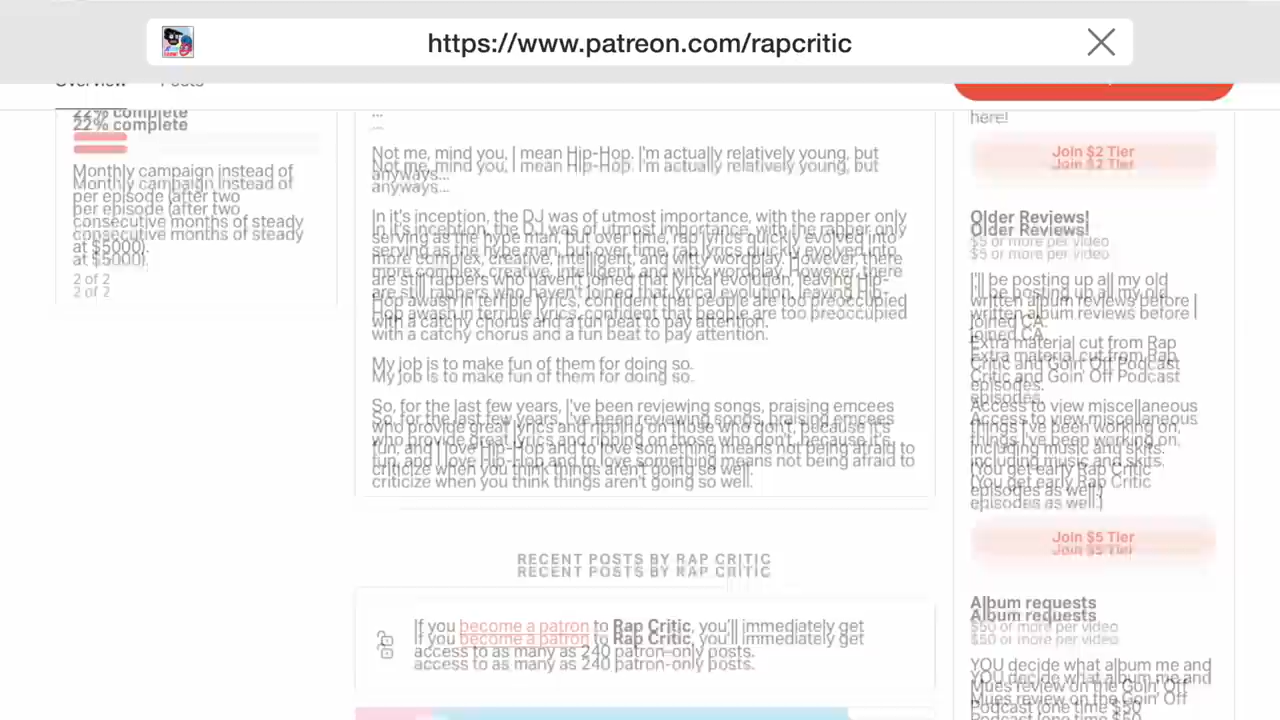 https://www.patreon.com/rapcritic
Overview Posts
22% complete
Monthly campaign instead of
per episode (after two
consecutive months of steady
at $5000).
2 of 2
...
Not me, mind you, I mean Hip-Hop. I'm actually relatively young, but
anyways...
In it's inception, the DJ was of utmost importance, with the rapper only
serving as the hype man, but over time, rap lyrics quickly evolved into
more complex, creative, intelligent, and witty wordplay. However, there
are still rappers who haven't joined that lyrical evolution, leaving Hip-
Hop awash in terrible lyrics, confident that people are too preoccupied
with a catchy chorus and a fun beat to pay attention.
My job is to make fun of them for doing so.
So, for the last few years, I've been reviewing songs, praising emcees
who provide great lyrics and ripping on those who don't, because it's
fun, and I love Hip-Hop and to love something means not being afraid to
criticize when you think things aren't going so well.
RECENT POSTS BY RAP CRITIC
If you become a patron to Rap Critic, you'll immediately get
access to as many as 240 patron-only posts.
here!
Join $2 Tier
Older Reviews!
$5 or more per video
I'll be posting up all my old
written album reviews before I
joined CA.
Extra material cut from Rap
Critic and Goin' Off Podcast
episodes.
Access to view miscellaneous
things I've been working on,
including music and skits.
(You get early Rap Critic
episodes as well!)
Join $5 Tier
Album requests
$50 or more per video
YOU decide what album me and
Mues review on the Goin' Off
Podcast (one time $50